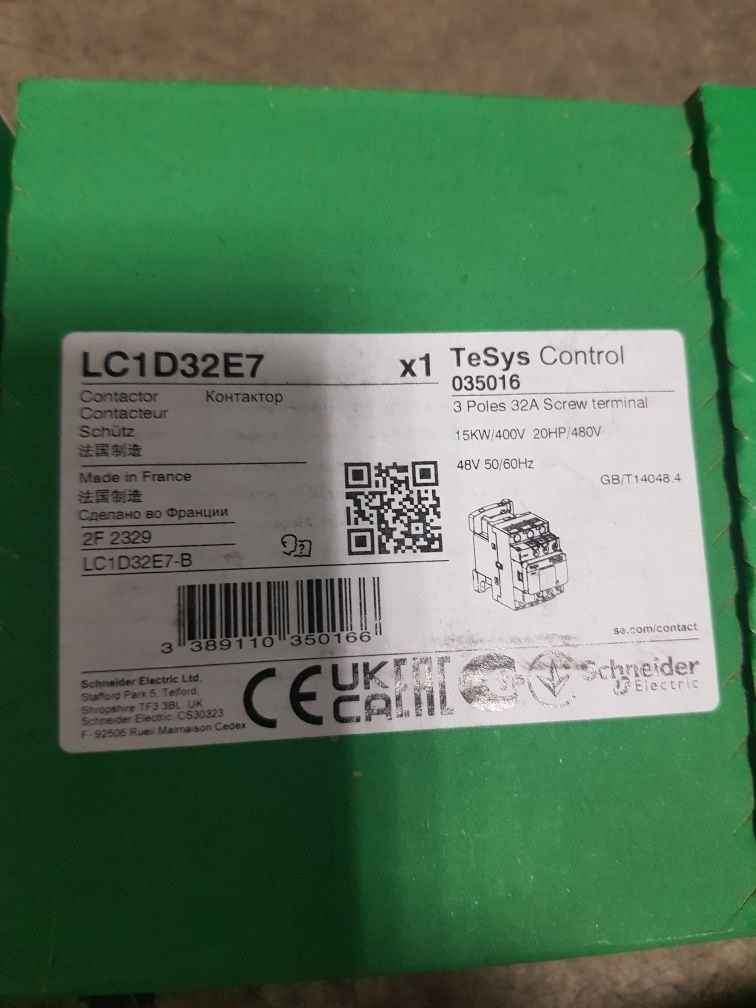 LC1D32E7 x1
Contactor Контактор
Contacteur
Schütz
法国制造
Made in France
法国制造
Сделано во Франции
2F 2329
LC1D32E7-B
3 389110 350166
TeSys Control
035016
3 Poles 32A Screw terminal
15KW/400V 20HP/480V
48V 50/60Hz
GB/T14048.4
se.com/contact
Schneider Electric Ltd.
Stafford Park 5, Telford,
Shropshire TF3 3BL, UK
Schneider Electric, CS30323
F- 92506 Rueil Malmaison Cedex
CE
UK
CA
EAC
Schneider
Electric